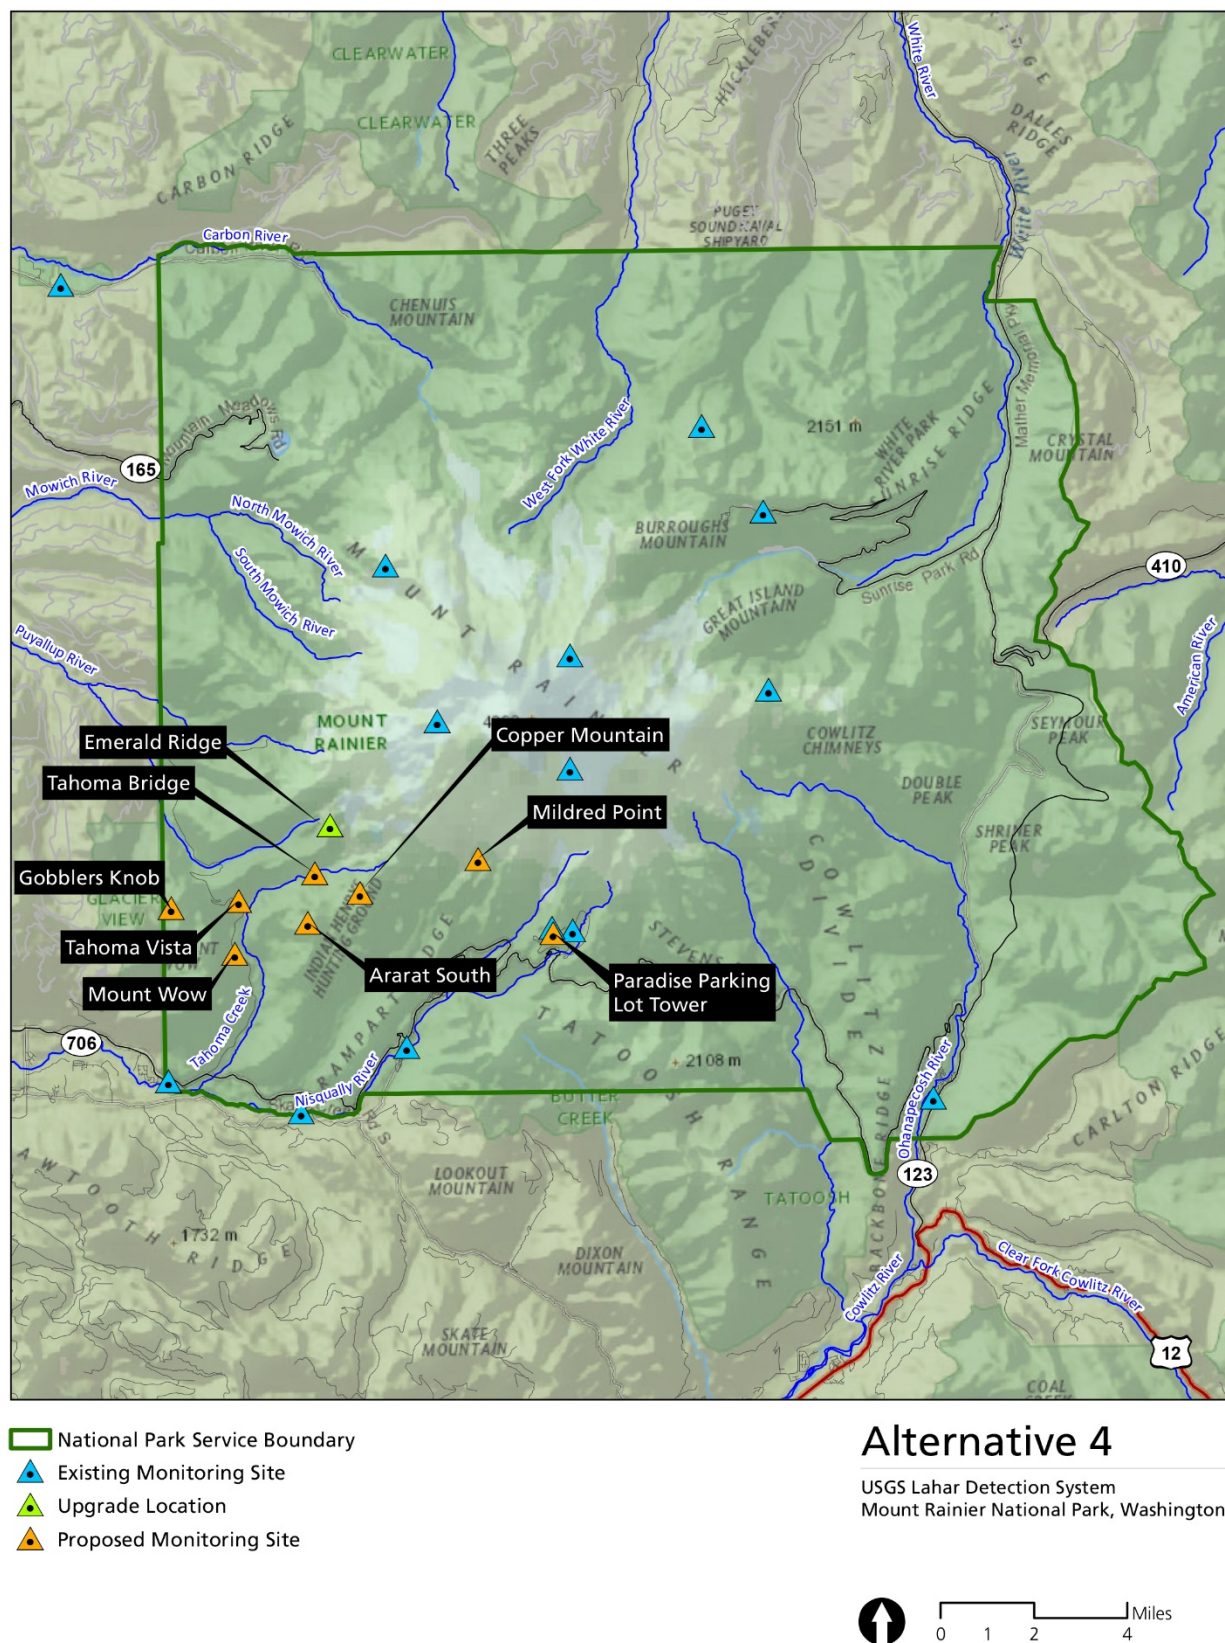 CLEARWATER
CLEARWATER
CARBON RIDGE
THREE
PEAKS
White River
DALLES
RIDGE
White River
PUGET
SOUND NAVAL
SHIPYARD
Carbon River
CHENUIS
MOUNTAIN
Mather Memorial Pky
Mountain Meadows Rd
165
Mowich River
North Mowich River
South Mowich River
West Fork White River
2151 m
WHITE
RIVER PARK
CRYSTAL
MOUNTAIN
BURROUGHS
MOUNTAIN
Sunrise Park Rd
410
GREAT ISLAND
MOUNTAIN
American River
Puyallup River
MOUNT RAINIER
MOUNT
RAINIER
Emerald Ridge
Copper Mountain
Tahoma Bridge
COWLITZ
CHIMNEYS
SEYMOUR
PEAK
DOUBLE
PEAK
Mildred Point
SHRINER
PEAK
Gobblers Knob
GLACIER
VIEW
INDIAN HENRYS
HUNTING GROUND
COWLITZ
DIVIDE
Tahoma Vista
Ararat South
Mount Wow
Paradise Parking
Lot Tower
STEVENS
Tahoma Creek
706
Nisqually River
2108 m
TATOOSH RANGE
BUTTER
CREEK
Ohanapecosh River
CARLTON RIDGE
BACKBONE RIDGE
123
LOOKOUT
MOUNTAIN
TATOOSH
1732 m
DIXON
MOUNTAIN
Cowlitz River
Clear Fork Cowlitz River
SKATE
MOUNTAIN
12
COAL
National Park Service Boundary
Existing Monitoring Site
Upgrade Location
Proposed Monitoring Site
Alternative 4
USGS Lahar Detection System
Mount Rainier National Park, Washington
Miles
0 1 2 4